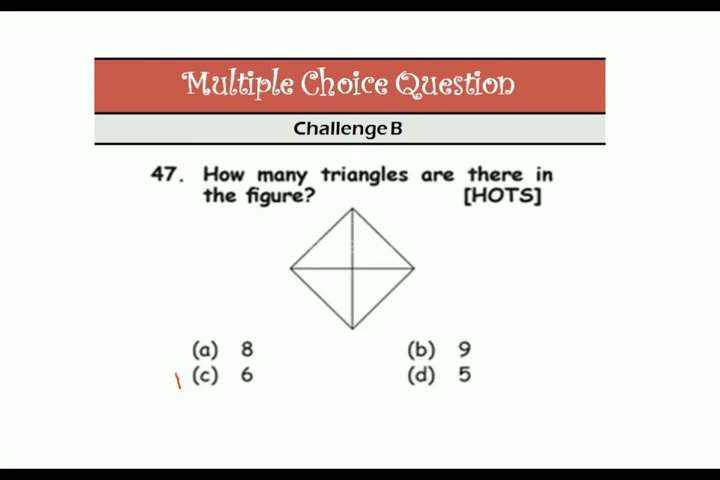 Multiple Choice Question
Challenge B
47. How many triangles are there in
the figure? [HOTS]
(a) 8 (b) 9
(c) 6 (d) 5